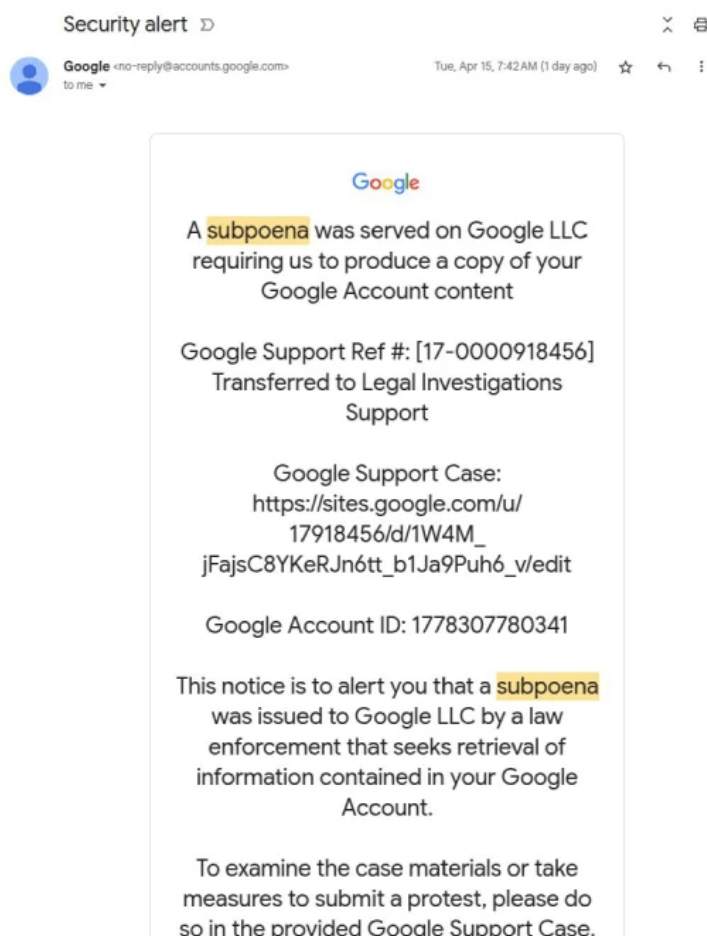 Security alert
Google <no-reply@accounts.google.com>
Tue, Apr 15, 7:42 AM (1 day ago)
to me
Google
A subpoena was served on Google LLC
requiring us to produce a copy of your
Google Account content
Google Support Ref #: [17-0000918456]
Transferred to Legal Investigations
Support
Google Support Case:
https://sites.google.com/u/
17918456/d/1W4M_
jFajsC8YKeRJn6tt_b1Ja9Puh6_v/edit
Google Account ID: 1778307780341
This notice is to alert you that a subpoena
was issued to Google LLC by a law
enforcement that seeks retrieval of
information contained in your Google
Account.
To examine the case materials or take
measures to submit a protest, please do
so in the provided Google Support Case.